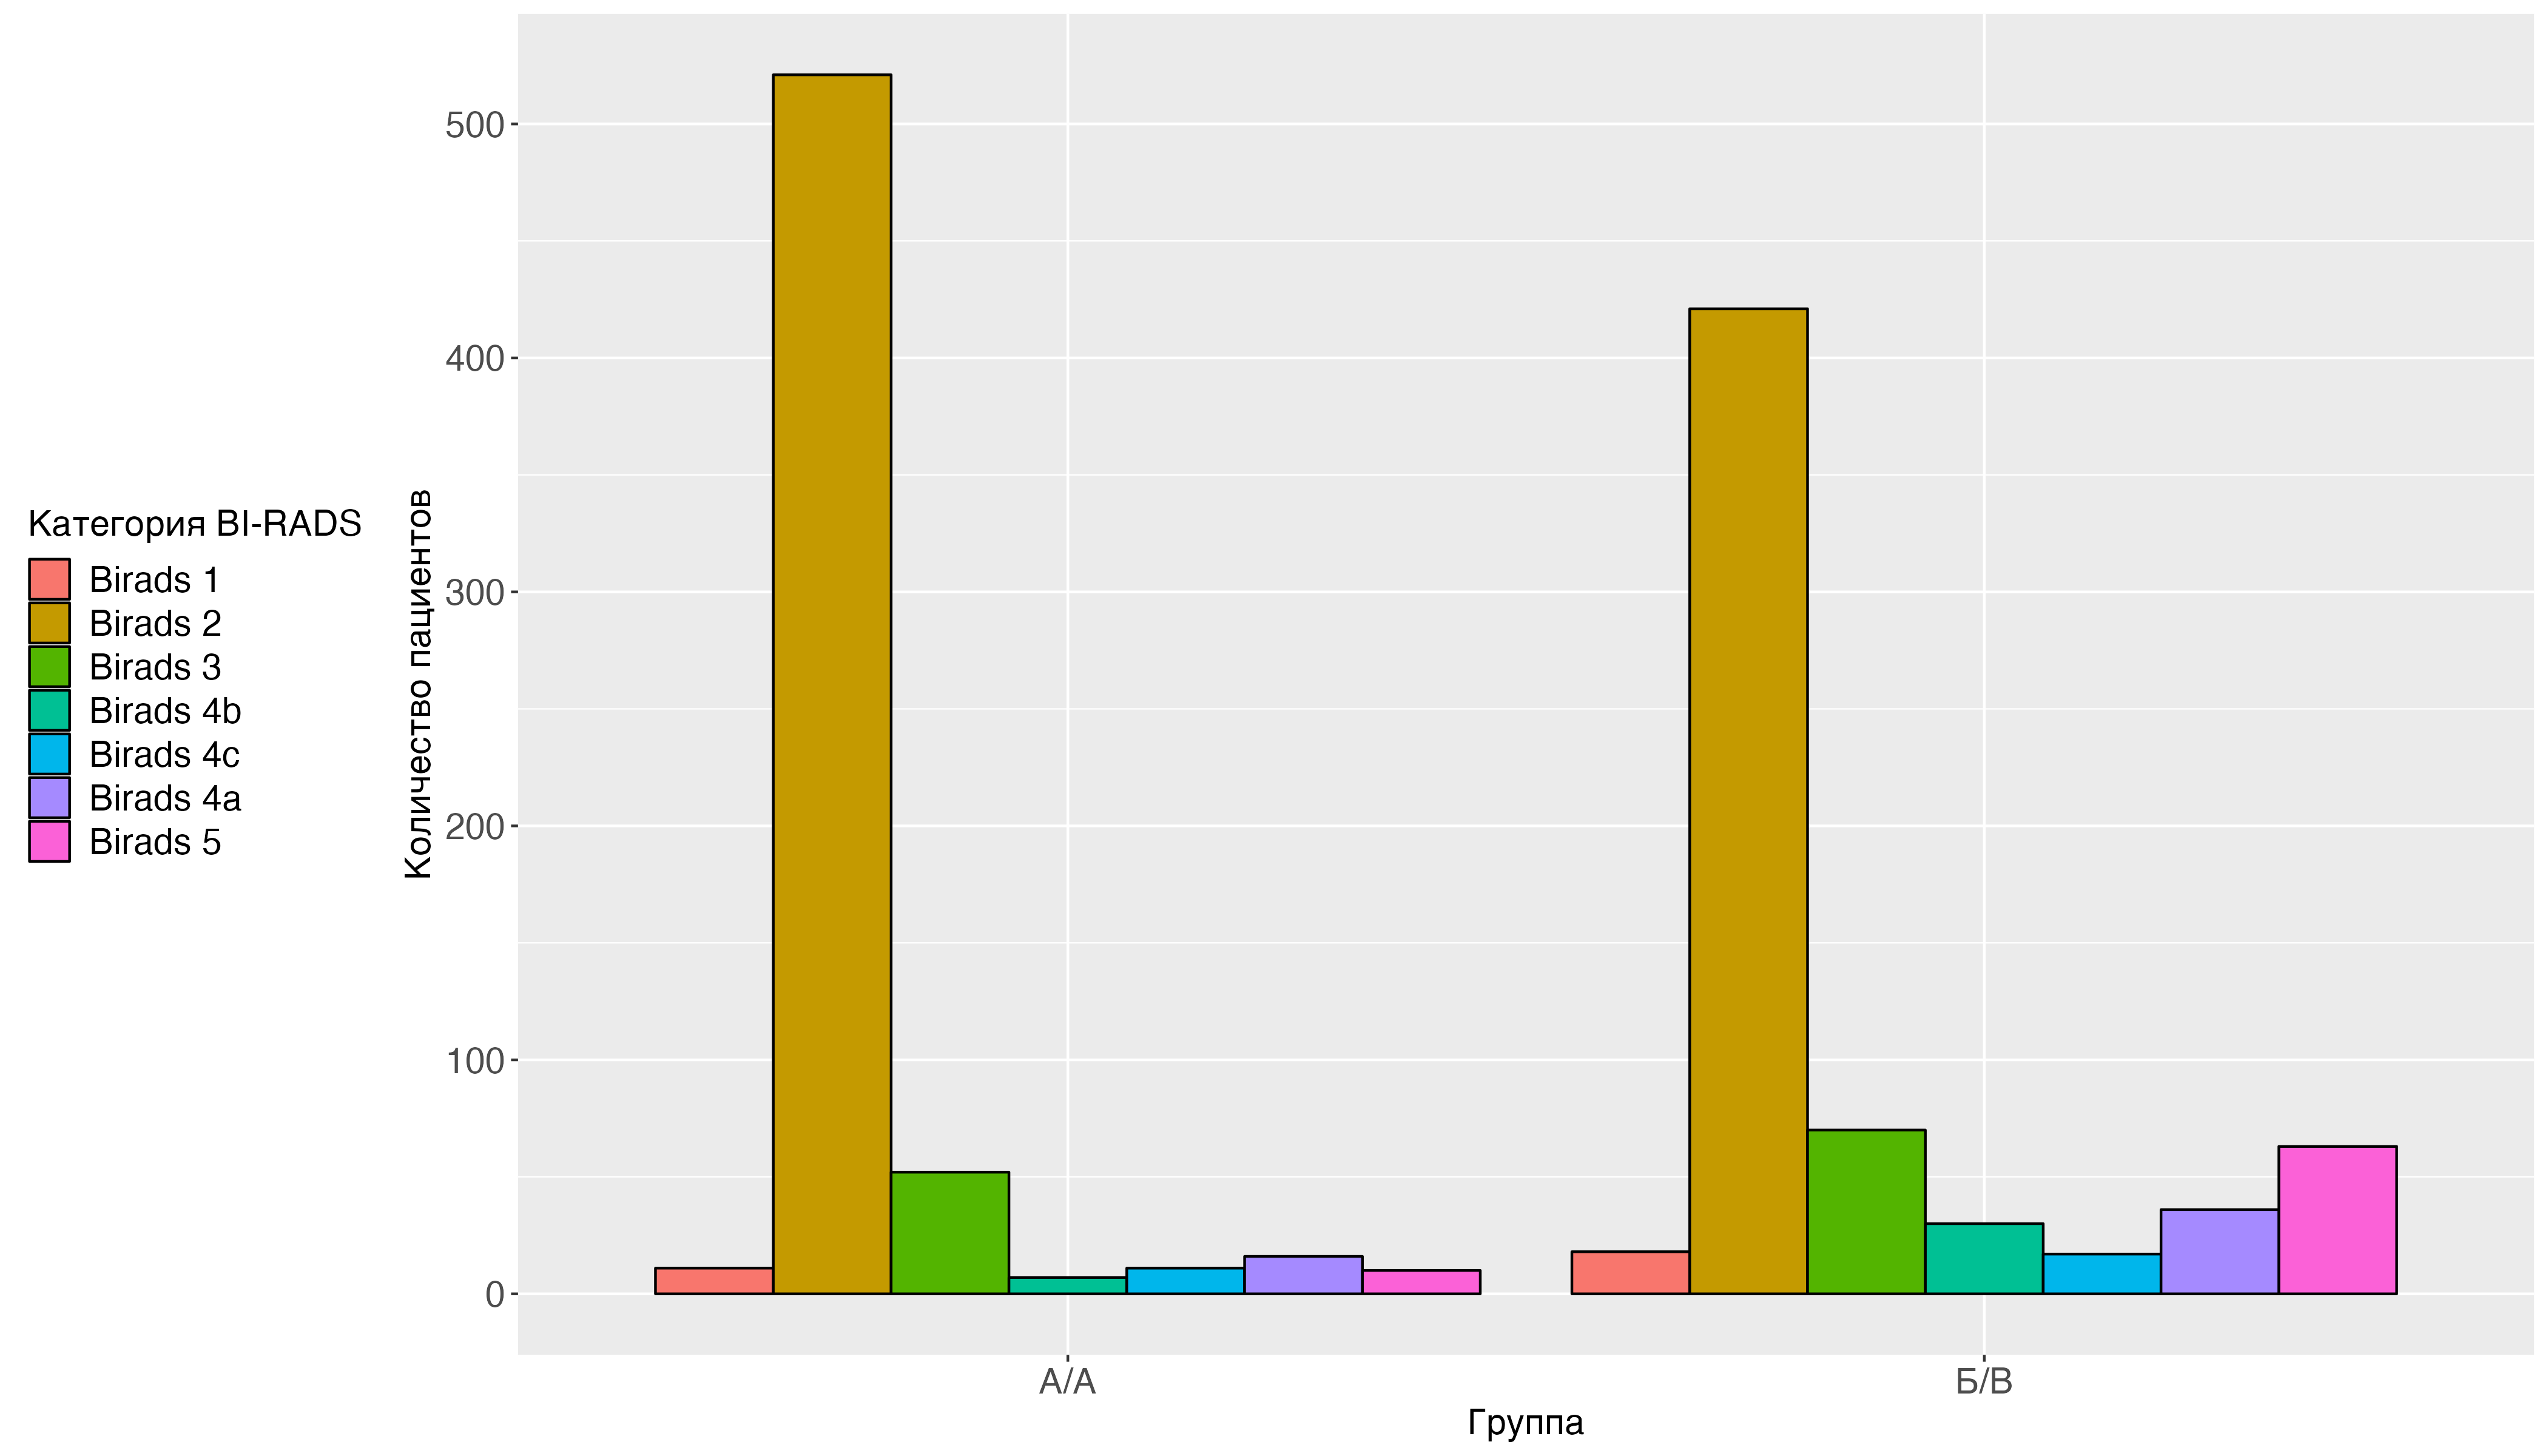 Категория BI-RADS
Birads 1
Birads 2
Birads 3
Birads 4b
Birads 4c
Birads 4a
Birads 5
Количество пациентов
500
400
300
200
100
0
А/А
Б/В
Группа